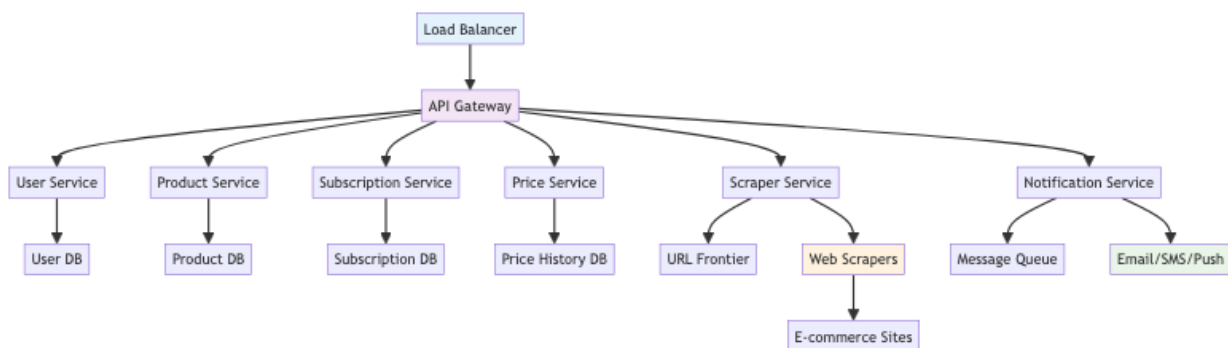 Load Balancer
API Gateway
User Service
Product Service
Subscription Service
Price Service
Scraper Service
Notification Service
User DB
Product DB
Subscription DB
Price History DB
URL Frontier
Web Scrapers
Message Queue
Email/SMS/Push
E-commerce Sites